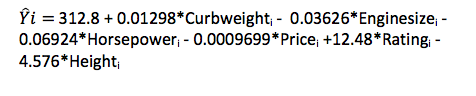 Ŷi = 312.8 + 0.01298*Curbweightᵢ - 0.03626*Enginesizeᵢ -
0.06924*Horsepowerᵢ - 0.0009699*Priceᵢ +12.48*Ratingᵢ -
4.576*Heightᵢ